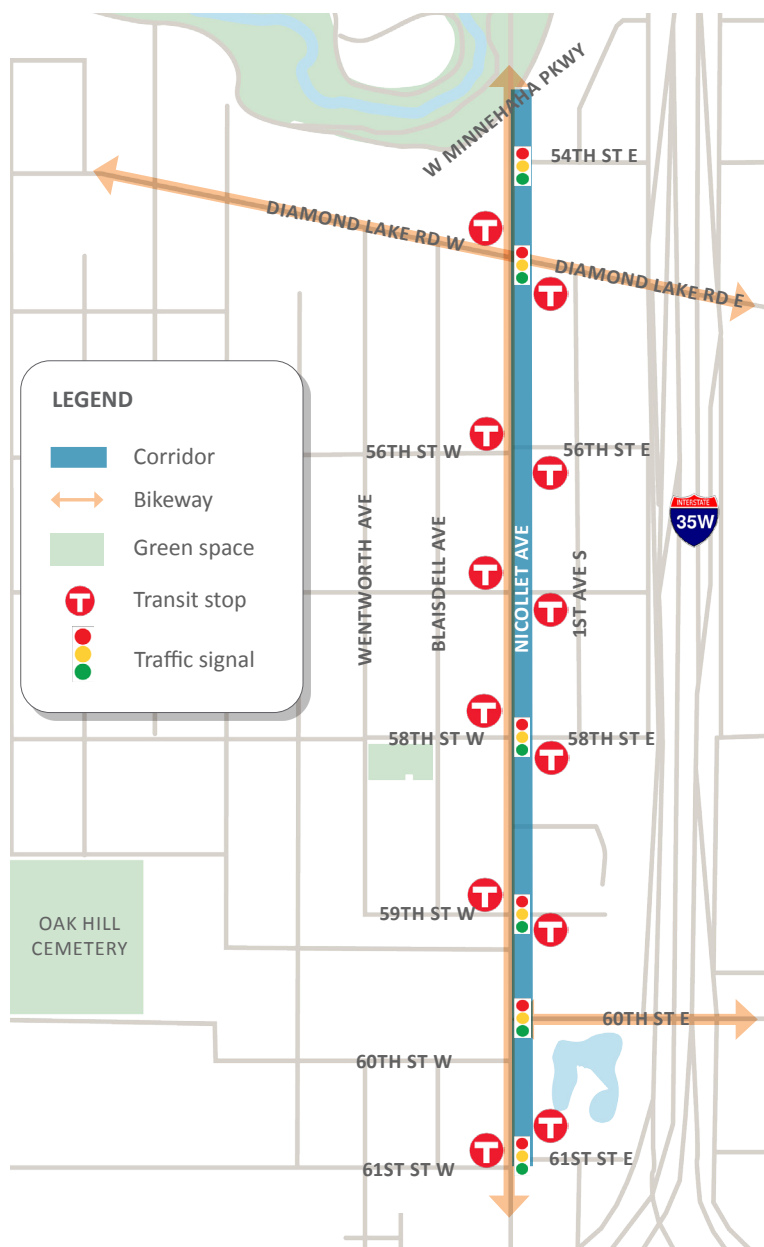 W MINNEHAHA PKWY
54TH ST E
DIAMOND LAKE RD W
DIAMOND LAKE RD E
T
T
LEGEND
Corridor
Bikeway
Green space
T Transit stop
Traffic signal
T
56TH ST W
56TH ST E
T
INTERSTATE
35W
WENTWORTH AVE
BLAISDELL AVE
NICOLLET AVE
1ST AVE S
T
T
T
58TH ST W
58TH ST E
T
T
59TH ST W
T
OAK HILL
CEMETERY
60TH ST E
60TH ST W
T
T
61ST ST W
61ST ST E